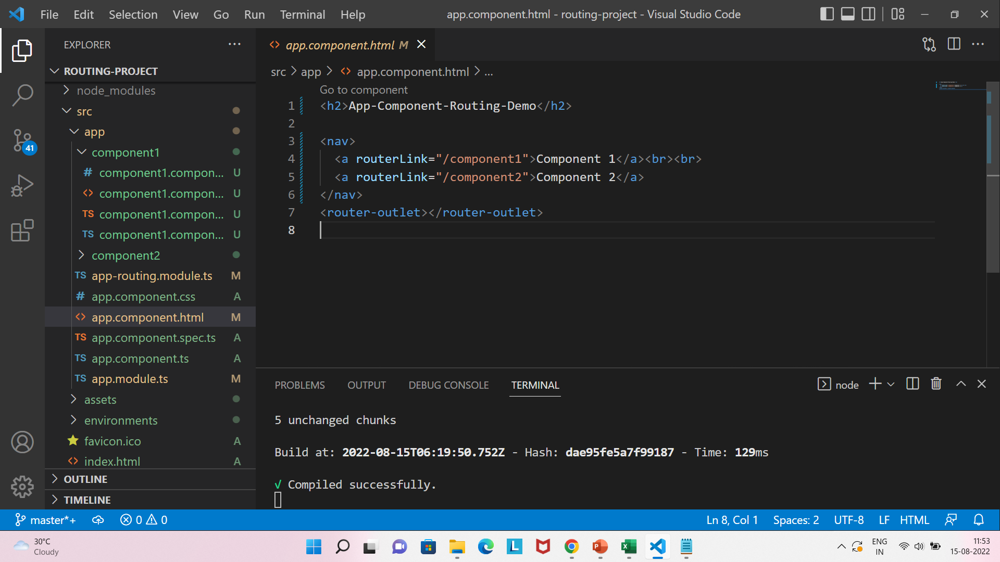 File Edit Selection View Go Run Terminal Help
app.component.html - routing-project - Visual Studio Code
EXPLORER
ROUTING-PROJECT
node_modules
src
app
component1
# component1.compon... U
<> component1.compon... U
TS component1.compon... U
TS component1.compon... U
component2
TS app-routing.module.ts M
# app.component.css A
<> app.component.html M
TS app.component.spec.ts A
TS app.component.ts A
TS app.module.ts M
assets
environments
favicon.ico A
<> index.html A
OUTLINE
TIMELINE
41
<> app.component.html M
src > app > <> app.component.html > ...
Go to component
1 <h2>App-Component-Routing-Demo</h2>
2
3 <nav>
4 <a routerLink="/component1">Component 1</a><br><br>
5 <a routerLink="/component2">Component 2</a>
6 </nav>
7 <router-outlet></router-outlet>
8
PROBLEMS OUTPUT DEBUG CONSOLE TERMINAL
node
5 unchanged chunks
Build at: 2022-08-15T06:19:50.752Z - Hash: dae95fe5a7f99187 - Time: 129ms
√ Compiled successfully.
master*+ 0 0
Ln 8, Col 1 Spaces: 2 UTF-8 LF HTML
30°C
Cloudy
L
P
X
ENG
IN
11:53
15-08-2022